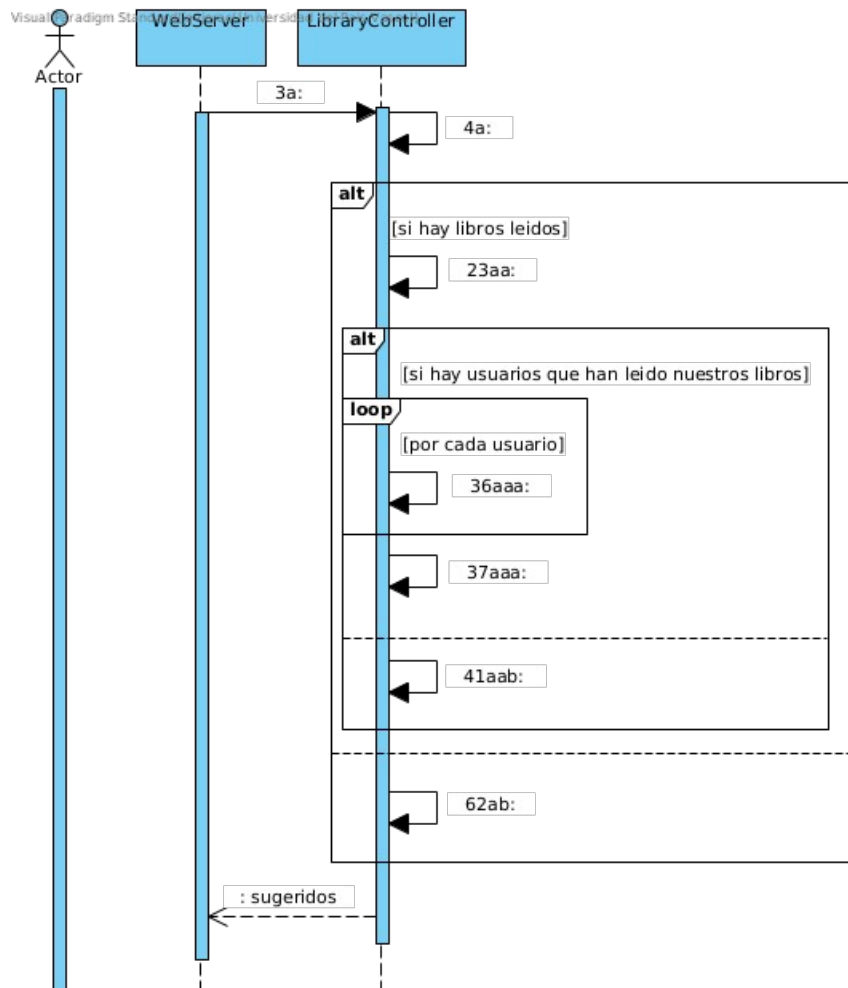 Visual Paradigm Standard
Actor
WebServer
LibraryController
3a:
4a:
alt
[si hay libros leidos]
23aa:
alt
[si hay usuarios que han leido nuestros libros]
loop
[por cada usuario]
36aaa:
37aaa:
41aab:
62ab:
: sugeridos